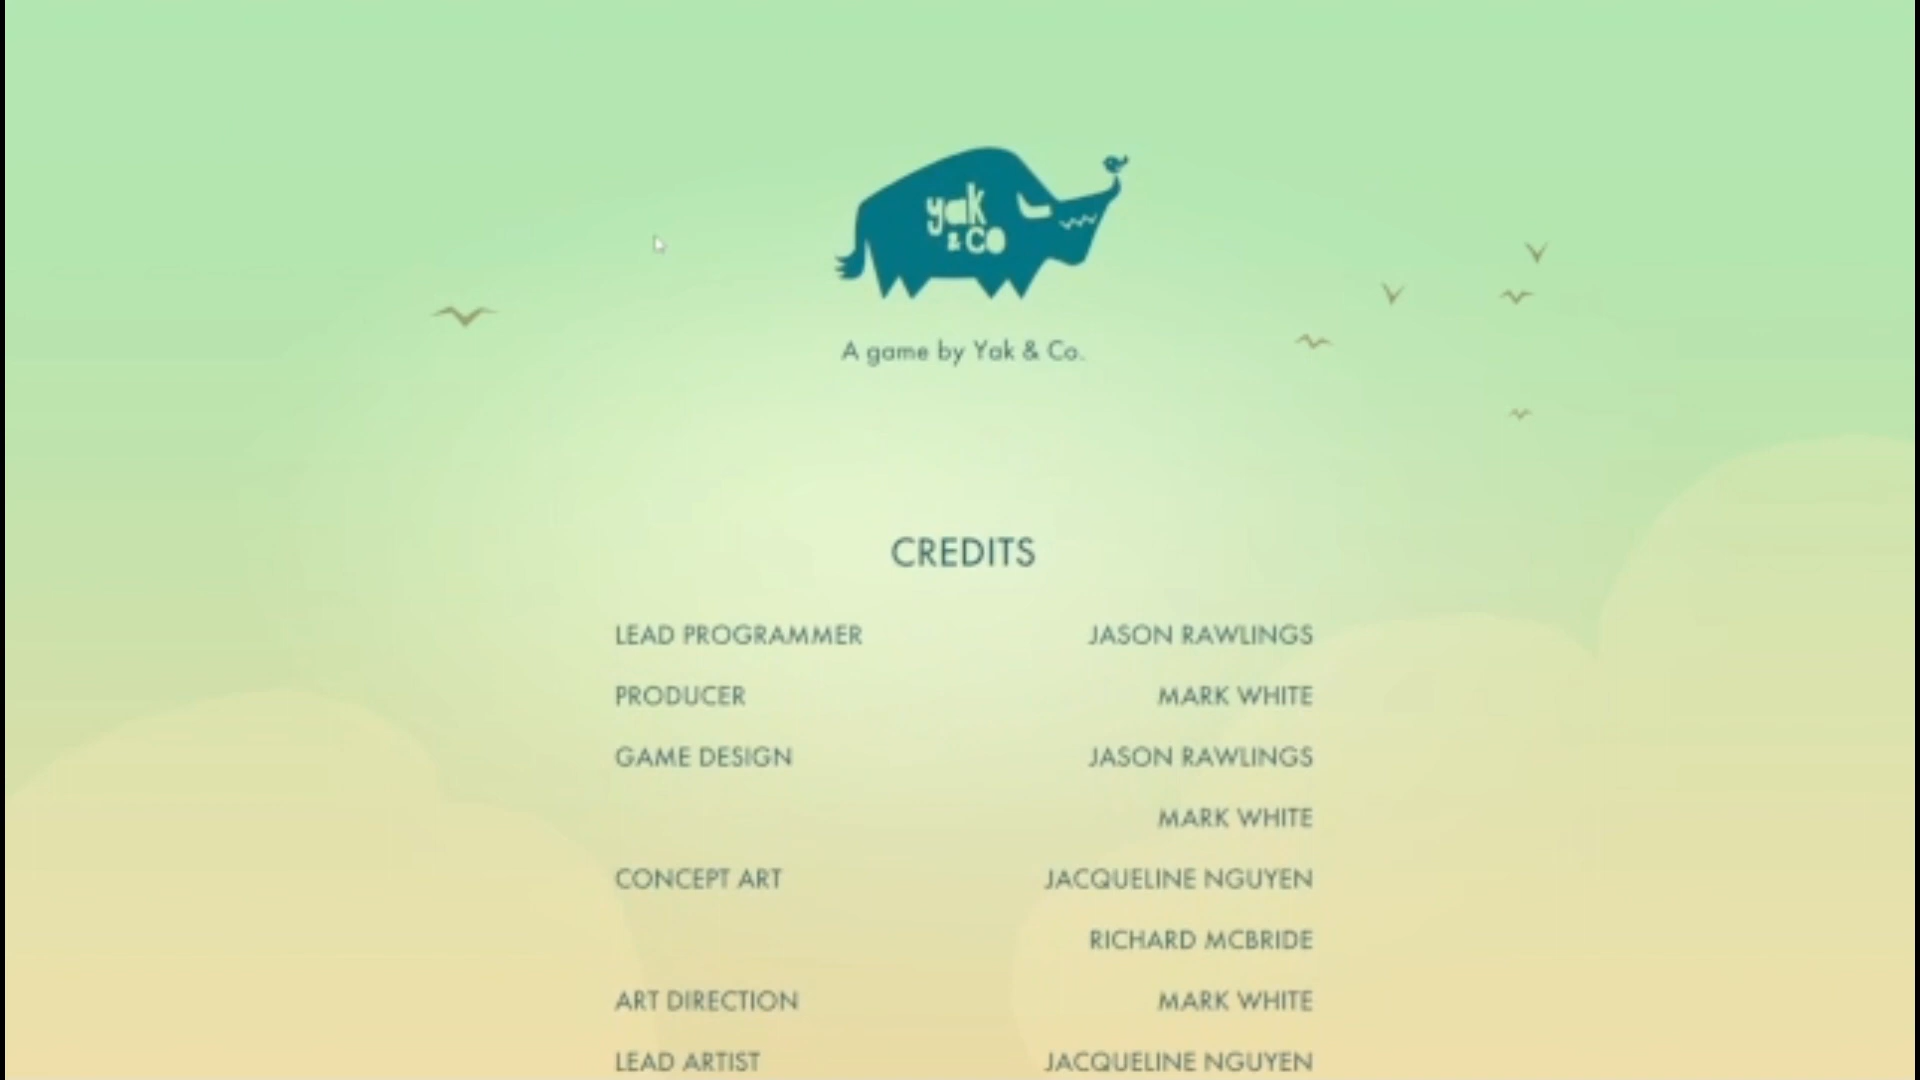 yak
& co
A game by Yak & Co.
CREDITS
LEAD PROGRAMMER JASON RAWLINGS
PRODUCER MARK WHITE
GAME DESIGN JASON RAWLINGS
MARK WHITE
CONCEPT ART JACQUELINE NGUYEN
RICHARD MCBRIDE
ART DIRECTION MARK WHITE
LEAD ARTIST JACQUELINE NGUYEN